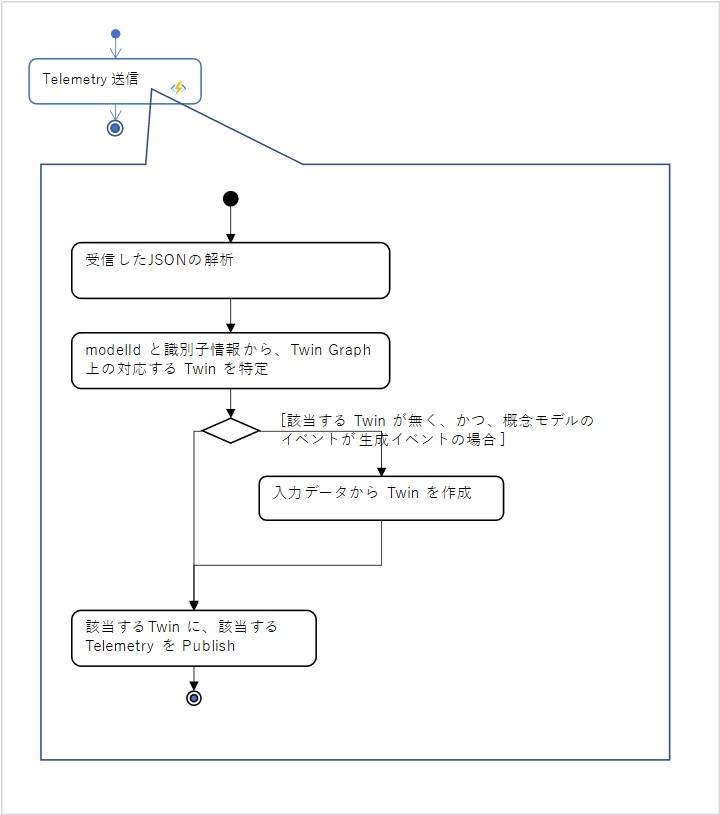 Telemetry 送信
受信したJSONの解析
modelId と識別子情報から、Twin Graph
上の対応する Twin を特定
[該当する Twin が無く、かつ、概念モデルの
イベントが生成イベントの場合]
入力データから Twin を作成
該当するTwin に、該当する
Telemetry を Publish